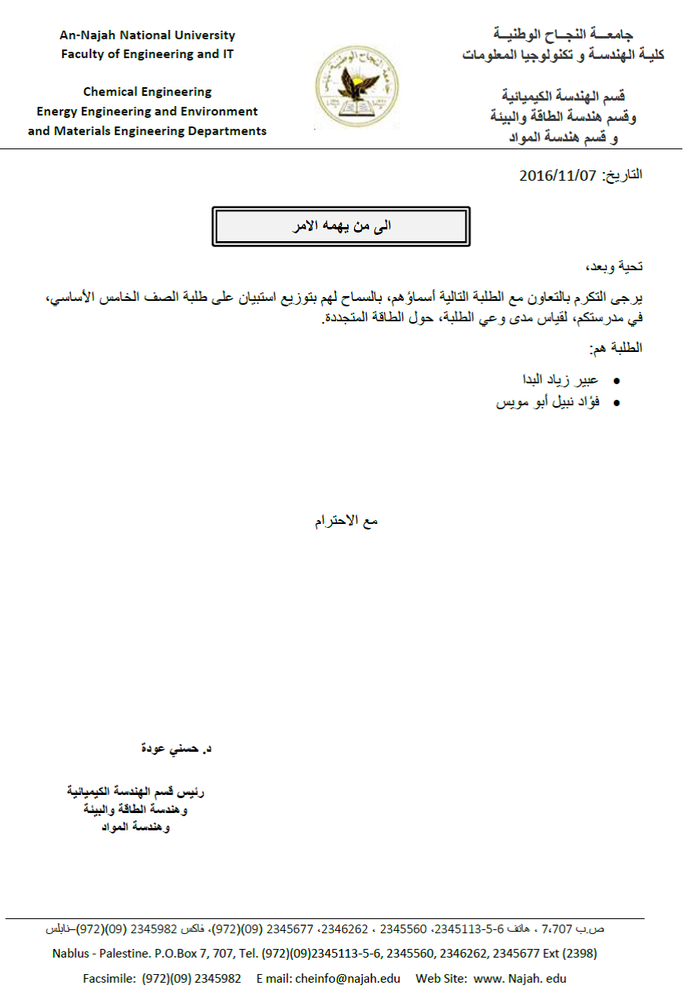 An-Najah National University
Faculty of Engineering and IT
Chemical Engineering
Energy Engineering and Environment
and Materials Engineering Departments
جامعـــة النجــاح الوطنيــة
كليـة الهندسـة و تكنولوجيا المعلومات
قسم الهندسة الكيميائية
وقسم هندسة الطاقة والبيئة
و قسم هندسة المواد
جامعة النجاح الوطنية
التاريخ: 2016/11/07
الى من يهمه الامر
تحية وبعد،
يرجى التكرم بالتعاون مع الطلبة التالية أسماؤهم، بالسماح لهم بتوزيع استبيان على طلبة الصف الخامس الأساسي،
في مدرستكم، لقياس مدى وعي الطلبة، حول الطاقة المتجددة.
الطلبة هم:
• عبير زياد البدا
• فؤاد نبيل أبو مويس
مع الاحترام
د. حسني عودة
رئيس قسم الهندسة الكيميائية
وهندسة الطاقة والبيئة
وهندسة المواد
ص.ب 7،707 ، هاتف 6-5-2345113، 2345560 ، 2346262، 2345677 (09)(972)، فاكس 2345982 (09)(972)–نابلس
Nablus - Palestine. P.O.Box 7, 707, Tel. (972)(09)2345113-5-6, 2345560, 2346262, 2345677 Ext (2398)
Facsimile: (972)(09) 2345982 E mail: cheinfo@najah.edu Web Site: www. Najah. edu